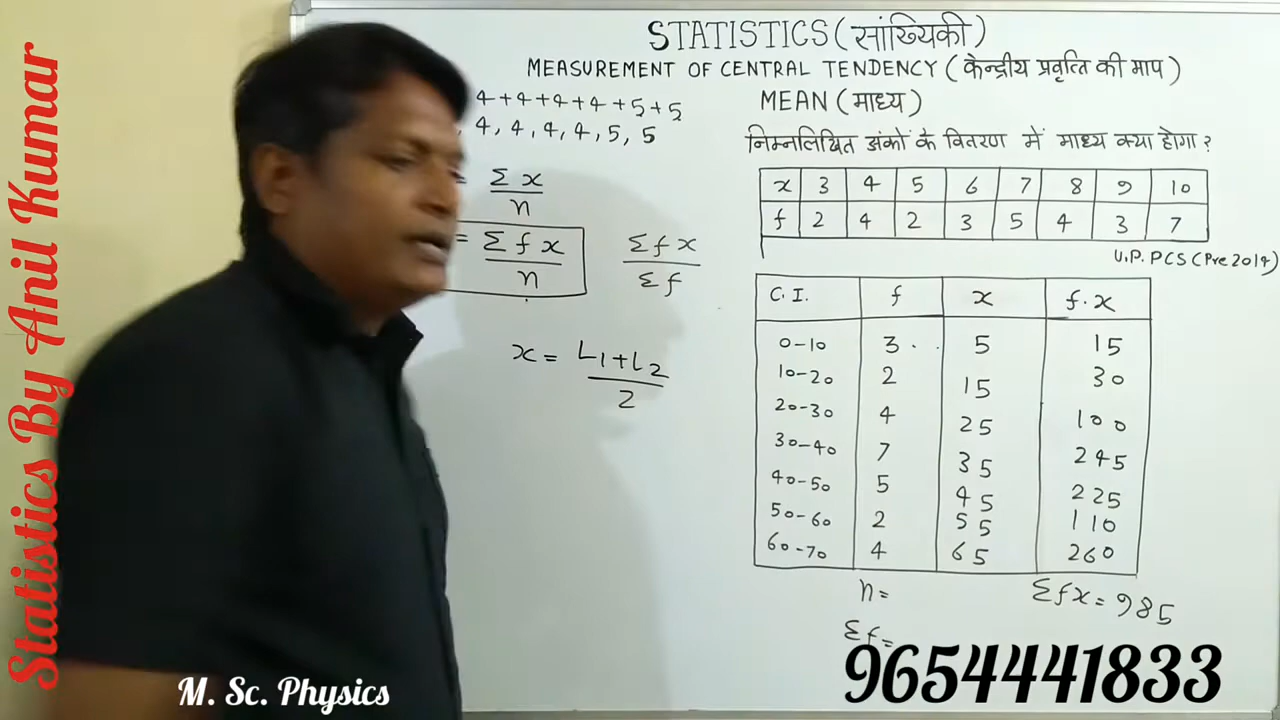 Statistics By Anil Kumar
STATISTICS (सांख्यिकी)
MEASUREMENT OF CENTRAL TENDENCY (केन्द्रीय प्रवृत्ति की माप)
MEAN (माध्य)
4+4+4+4+5+5
4, 4, 4, 4, 5, 5
Σx/n
= Σfx/n
Σfx/Σf
x = L1+L2/2
निम्नलिखित अंकों के वितरण में माध्य क्या होगा?
x 3 4 5 6 7 8 9 10
f 2 4 2 3 5 4 3 7
U.P. PCS (Pre 2014)
C.I. f x f.x
0-10 3 5 15
10-20 2 15 30
20-30 4 25 100
30-40 7 35 245
40-50 5 45 225
50-60 2 55 110
60-70 4 65 260
n= Σfx = 985
Σf=
9654441833
M. Sc. Physics